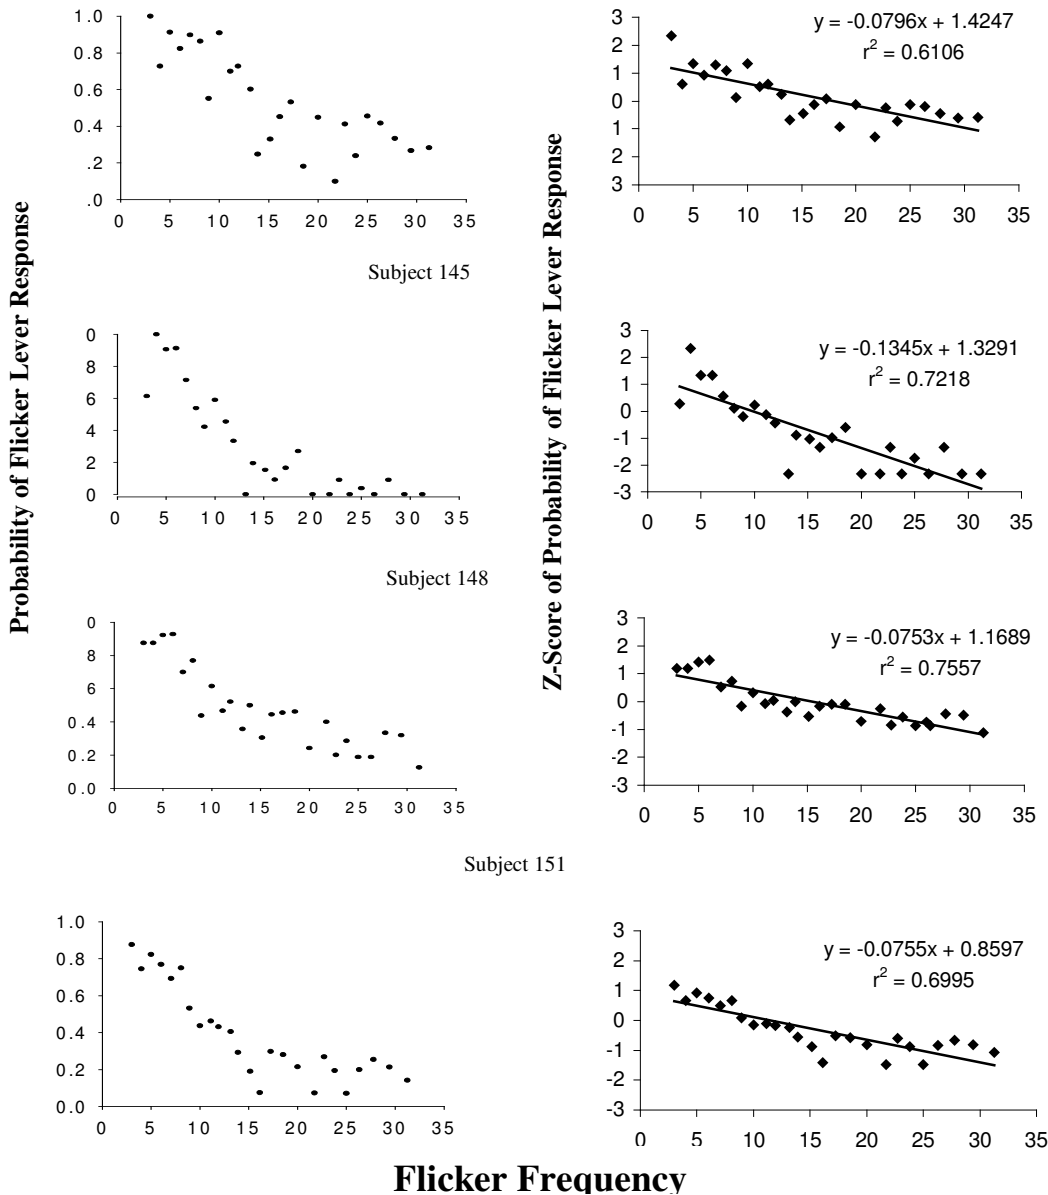 Probability of Flicker Lever Response
Z-Score of Probability of Flicker Lever Response
1.0
0.8
0.6
0.4
.2
.0
0 5 10 15 20 25 30 35
3
2
1
0
1
2
3
0 5 10 15 20 25 30 35
y = -0.0796x + 1.4247
r² = 0.6106
Subject 145
0
8
6
4
2
0
0 5 10 15 20 25 30 35
3
2
1
0
-1
-2
-3
0 5 10 15 20 25 30 35
y = -0.1345x + 1.3291
r² = 0.7218
Subject 148
0
8
0.6
0.4
0.2
0.0
0 5 10 15 20 25 30 35
3
2
1
0
-1
-2
-3
0 5 10 15 20 25 30 35
y = -0.0753x + 1.1689
r² = 0.7557
Subject 151
1.0
0.8
0.6
0.4
0.2
0.0
0 5 10 15 20 25 30 35
3
2
1
0
-1
-2
-3
0 5 10 15 20 25 30 35
y = -0.0755x + 0.8597
r² = 0.6995
Flicker Frequency